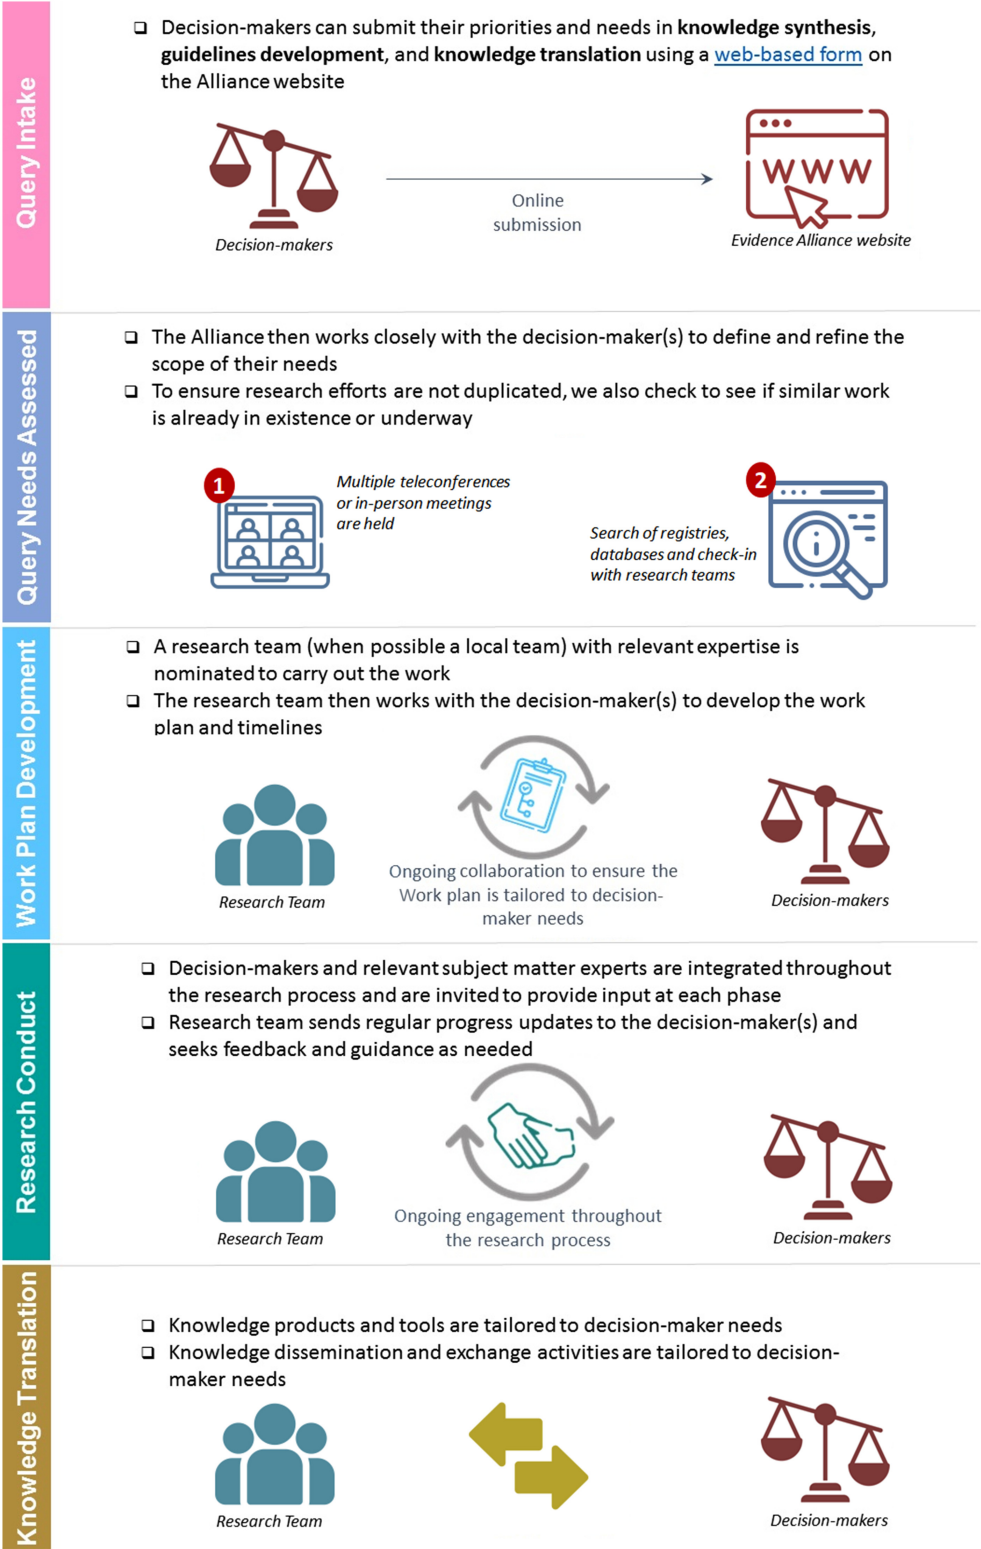 Query Intake
❑ Decision-makers can submit their priorities and needs in knowledge synthesis,
guidelines development, and knowledge translation using a web-based form on
the Alliance website
WWW
Online
submission
Decision-makers
Evidence Alliance website
Query Needs Assessed
❑ The Alliance then works closely with the decision-maker(s) to define and refine the
scope of their needs
❑ To ensure research efforts are not duplicated, we also check to see if similar work
is already in existence or underway
1
Multiple teleconferences
or in-person meetings
are held
2
Search of registries,
databases and check-in
with research teams
Work Plan Development
❑ A research team (when possible a local team) with relevant expertise is
nominated to carry out the work
❑ The research team then works with the decision-maker(s) to develop the work
plan and timelines
Research Team
Ongoing collaboration to ensure the
Work plan is tailored to decision-
maker needs
Decision-makers
Research Conduct
❑ Decision-makers and relevant subject matter experts are integrated throughout
the research process and are invited to provide input at each phase
❑ Research team sends regular progress updates to the decision-maker(s) and
seeks feedback and guidance as needed
Research Team
Ongoing engagement throughout
the research process
Decision-makers
Knowledge Translation
❑ Knowledge products and tools are tailored to decision-maker needs
❑ Knowledge dissemination and exchange activities are tailored to decision-
maker needs
Research Team
Decision-makers